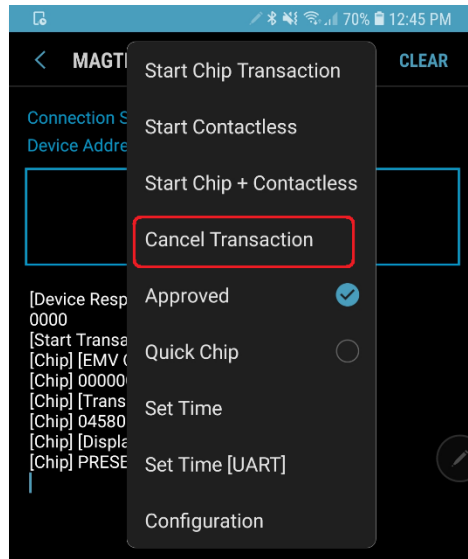 70% 12:45 PM
MAGT
CLEAR
Connection S
Device Addre
Start Chip Transaction
Start Contactless
Start Chip + Contactless
Cancel Transaction
Approved
Quick Chip
Set Time
Set Time [UART]
Configuration
[Device Resp
0000
[Start Transa
[Chip] [EMV
[Chip] 00000
[Chip] [Trans
[Chip] 04580
[Chip] [Displa
[Chip] PRESE